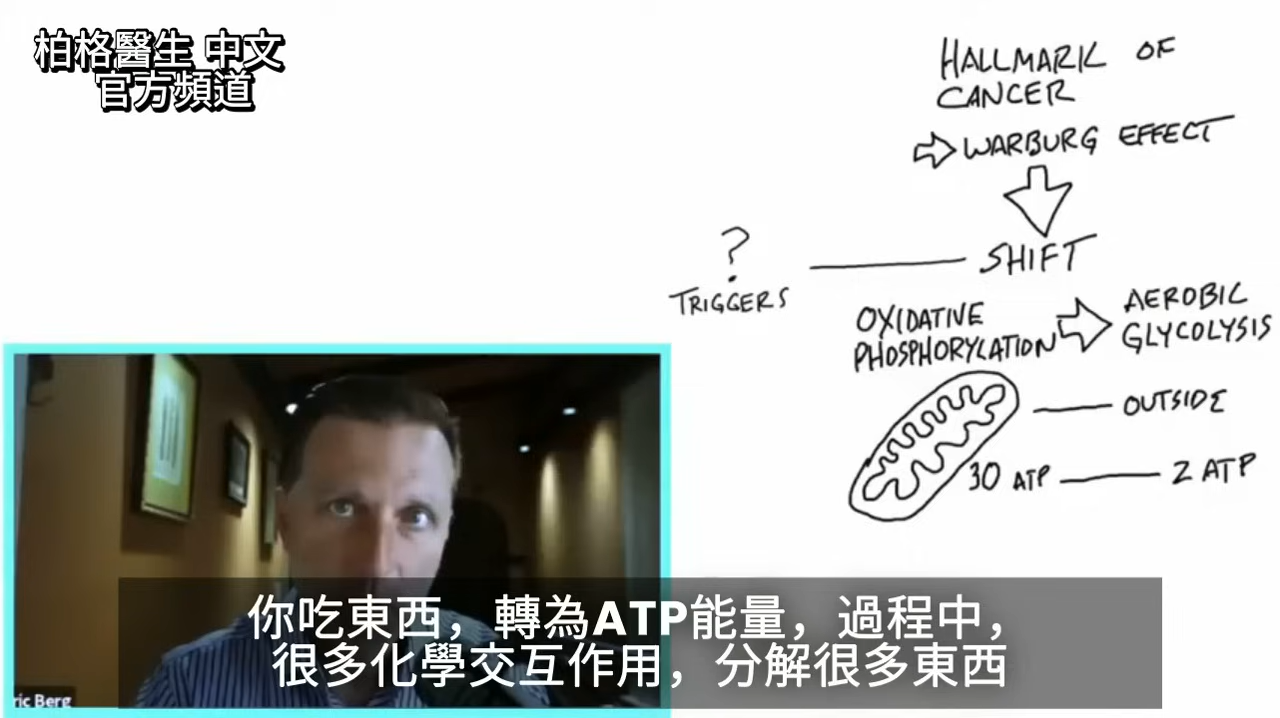 柏格醫生 中文
官方頻道
HALLMARK OF
CANCER
WARBURG EFFECT
SHIFT
?
TRIGGERS
OXIDATIVE
PHOSPHORYLATION
AEROBIC
GLYCOLYSIS
OUTSIDE
30 ATP
2 ATP
你吃東西，轉為ATP能量，過程中，
很多化學交互作用，分解很多東西
ric Berg